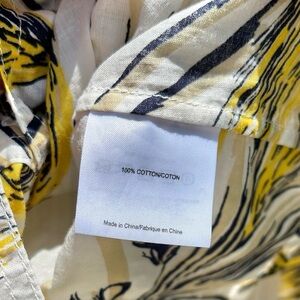 100% COTTON/COTON
Made in China/Fabriqué en Chine